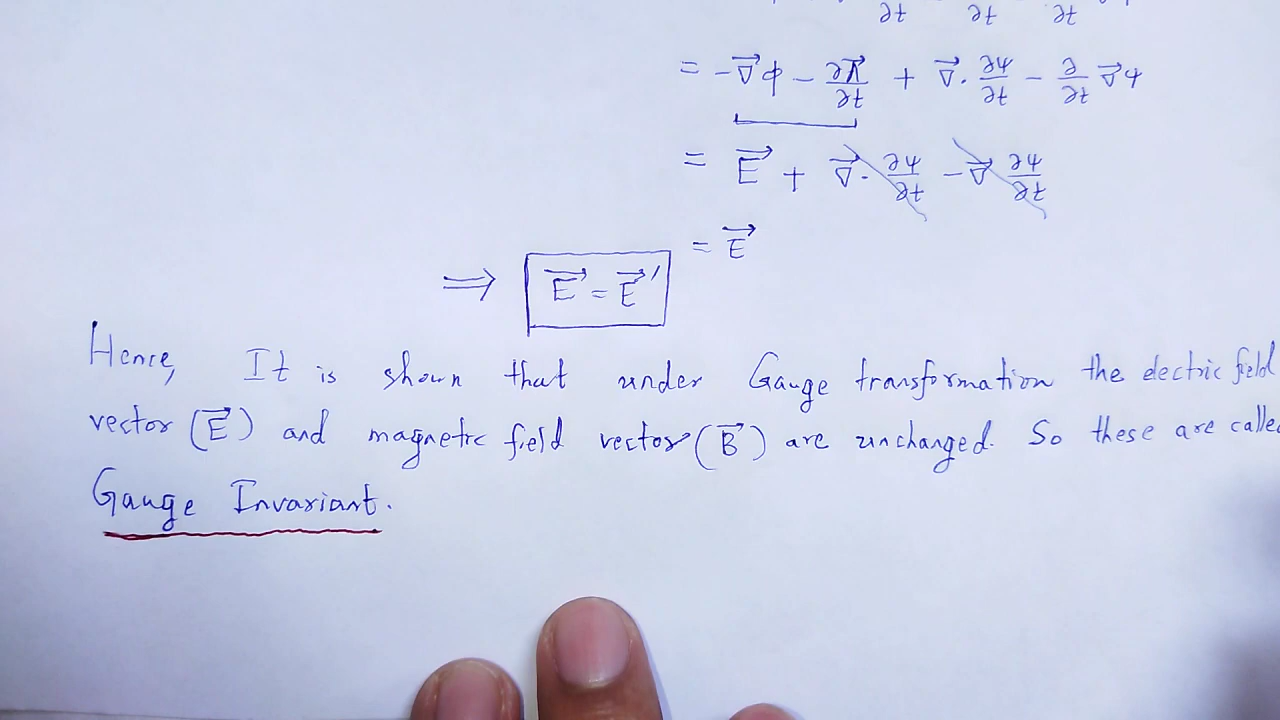 ∂t ∂t ∂t
= -∇⃗ϕ - ∂A⃗/∂t + ∇⃗·∂ψ/∂t - ∂/∂t ∇⃗ψ
= E⃗ + ∇⃗·∂ψ/∂t - ∇⃗ ∂ψ/∂t
= E⃗
⟹ E⃗ = E⃗'
Hence, It is shown that under Gauge transformation the electric field
vector (E⃗) and magnetic field vector (B⃗) are unchanged. So these are called
Gauge Invariant.